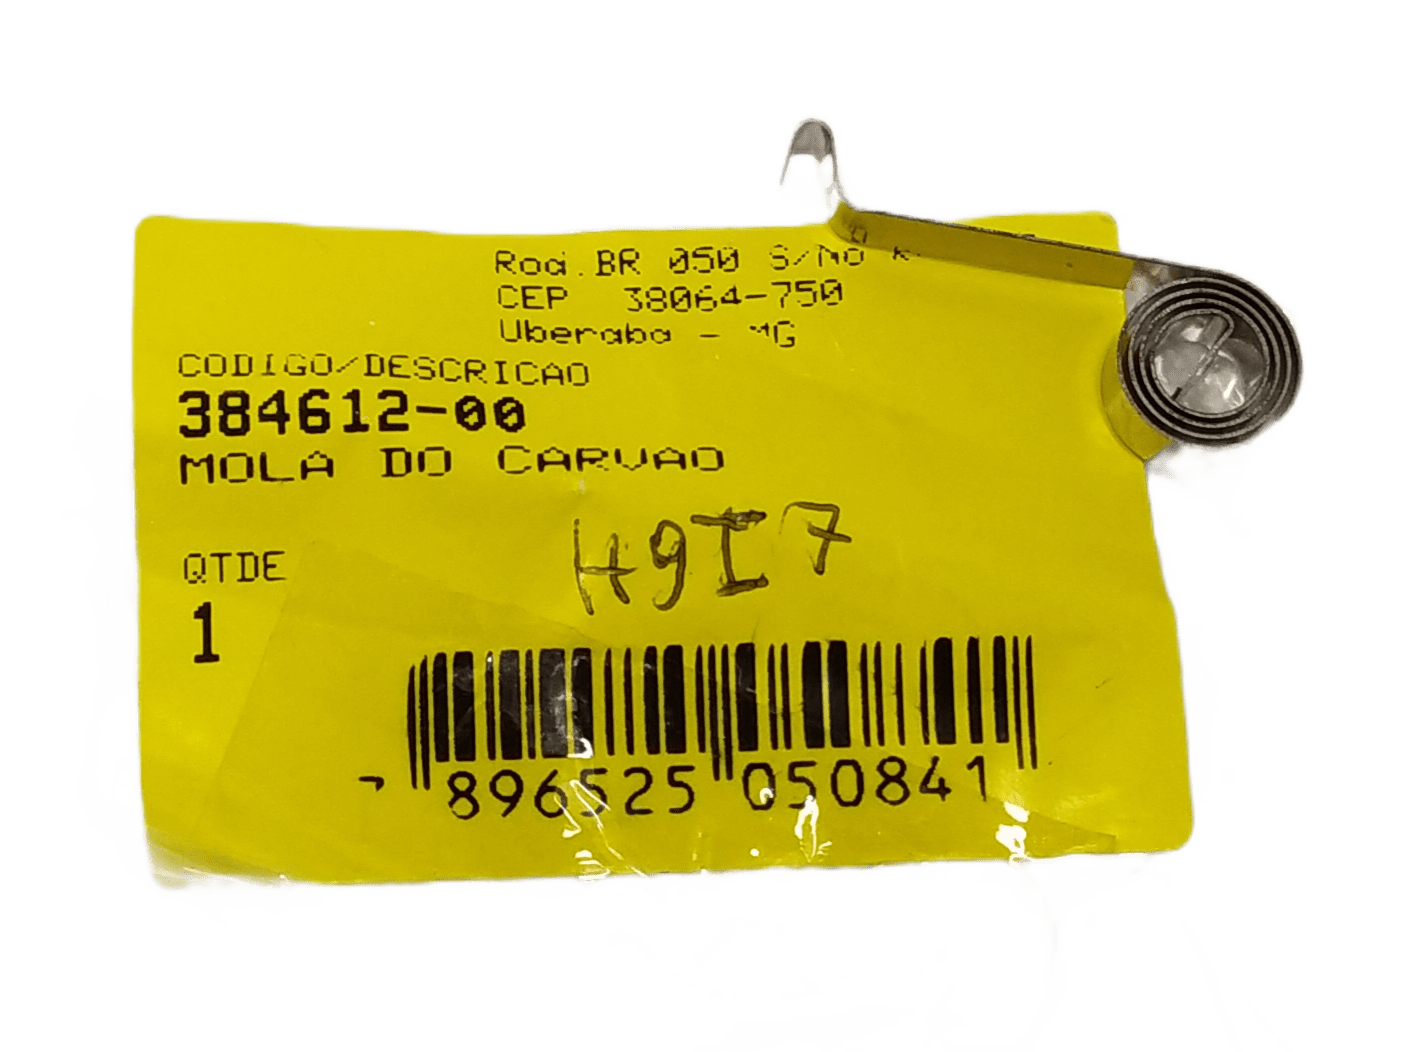 Rod. BR 050 S/No K
CEP 38064-750
Uberaba - MG
CODIGO/DESCRICAO
384612-00
MOLA DO CARVAO
H9I7
QTDE
1
7 896525 050841